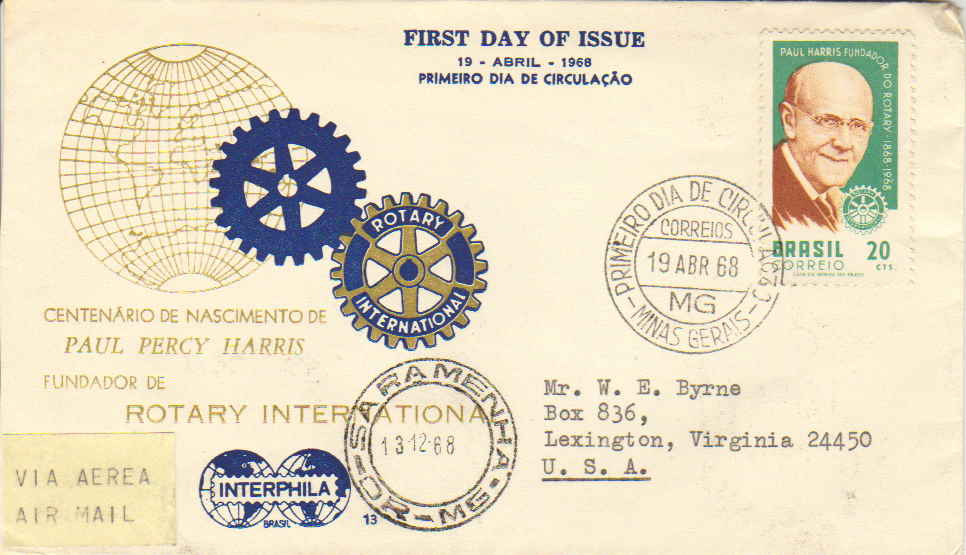 FIRST DAY OF ISSUE
19 - ABRIL - 1968
PRIMEIRO DIA DE CIRCULAÇÃO
PAUL HARRIS FUNDADOR DO ROTARY · 1868-1968
BRASIL 20 CTS
CORREIO
ROTARY
INTERNATIONAL
PRIMEIRO DIA DE CIRCULAÇÃO
CORREIOS
19 ABR 68
MG
MINAS GERAIS
CENTENÁRIO DE NASCIMENTO DE
PAUL PERCY HARRIS
FUNDADOR DE
ROTARY INTERNATIONAL
SARAMENHA
13-12-68
OR-MG
Mr. W. E. Byrne
Box 836,
Lexington, Virginia 24450
U. S. A.
VIA AEREA
AIR MAIL
INTERPHILA
BRASIL
13